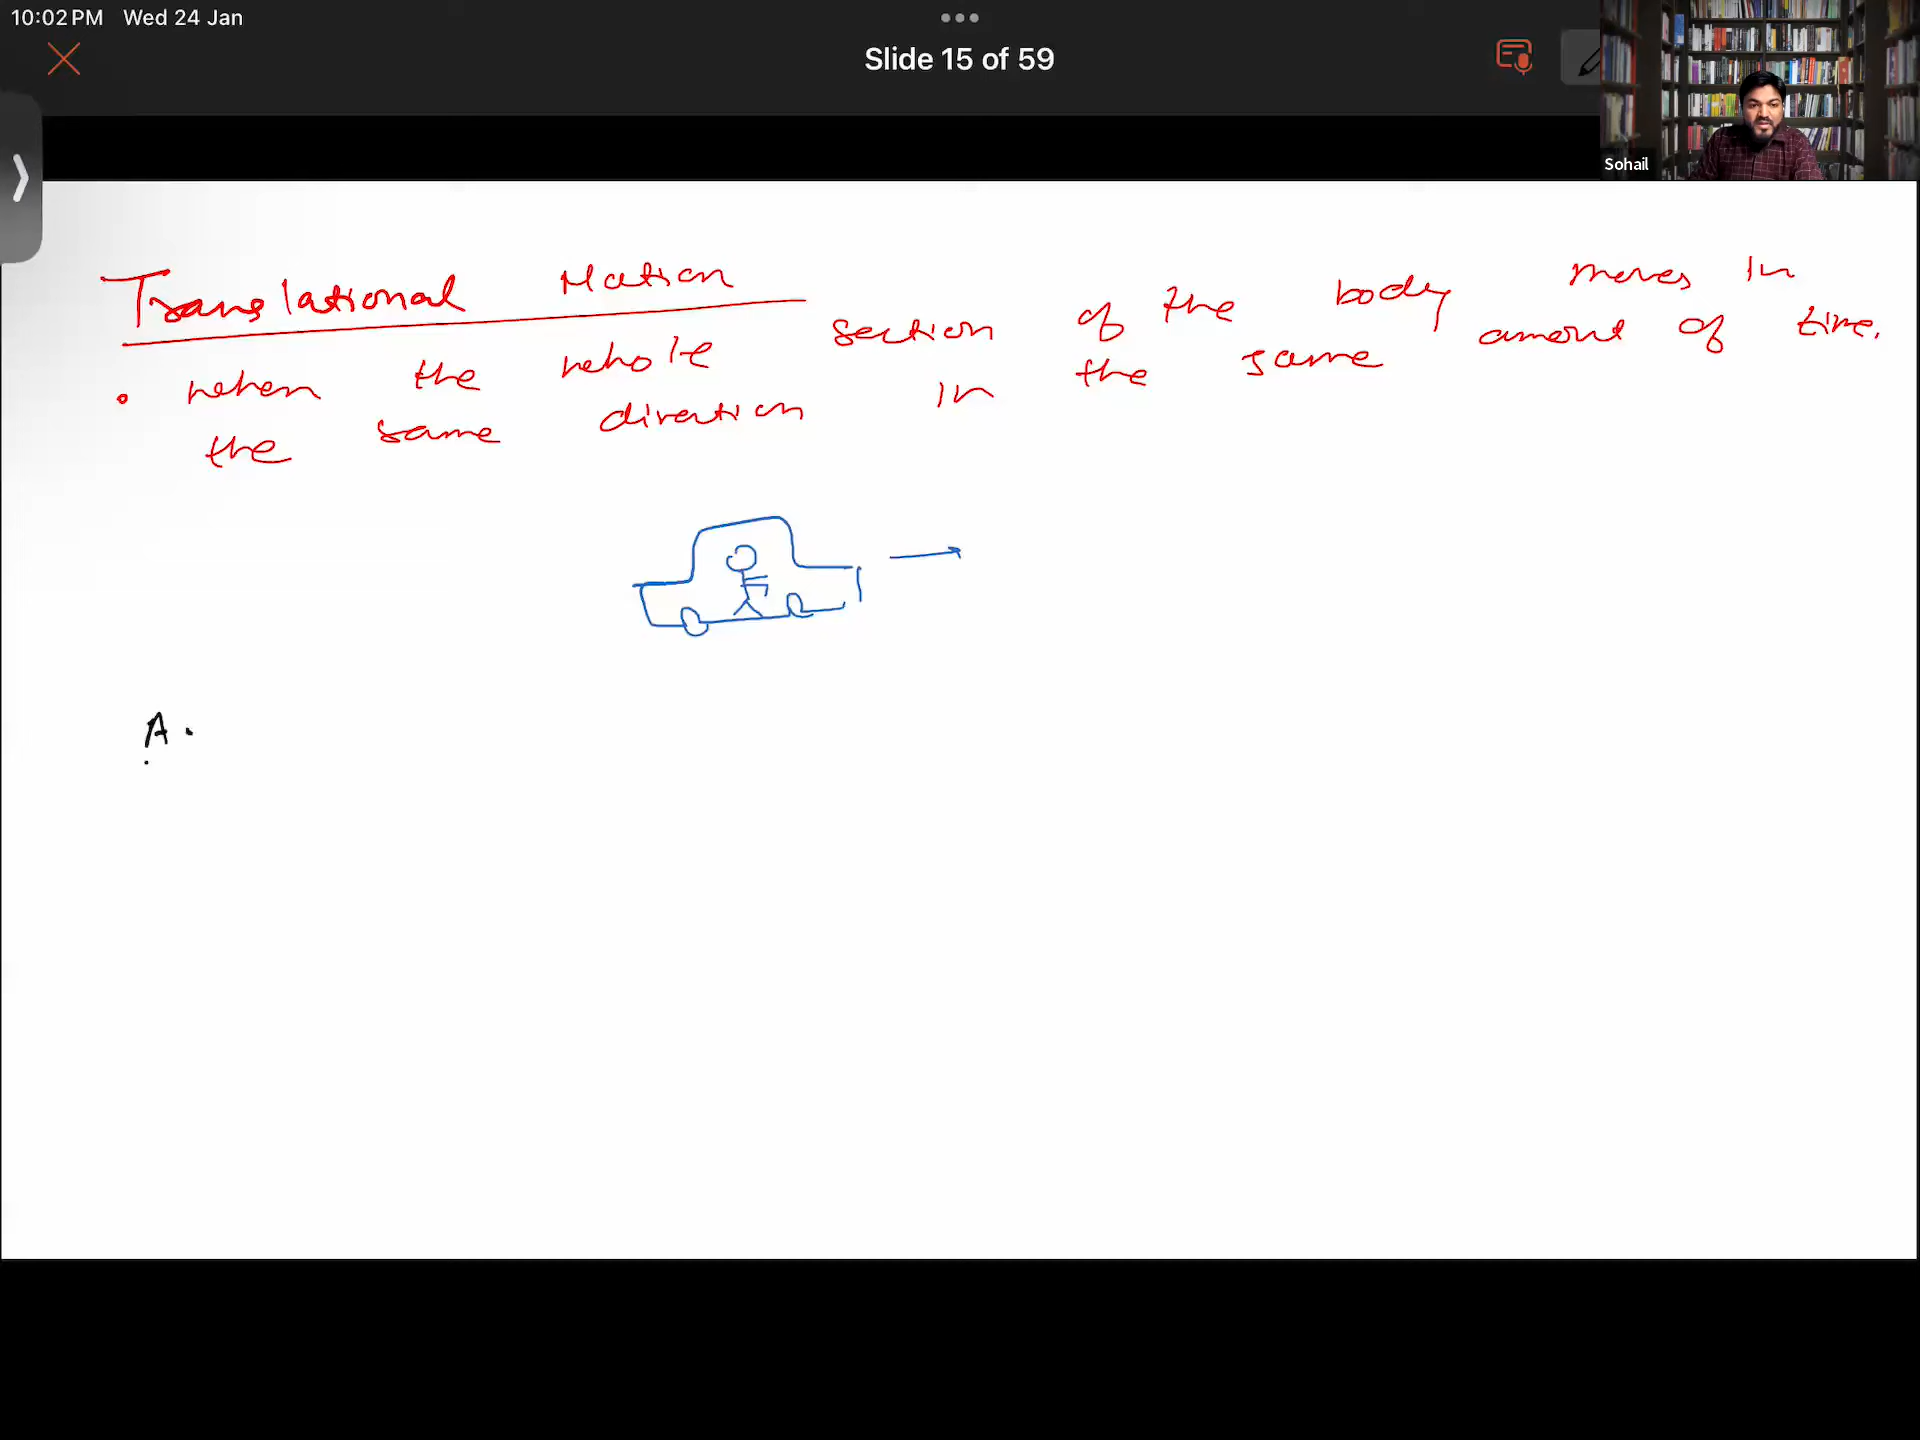 10:02 PM Wed 24 Jan
Slide 15 of 59
Sohail
Translational Motion
• when the whole section of the body moves in
the same direction in the same amount of time.
A.